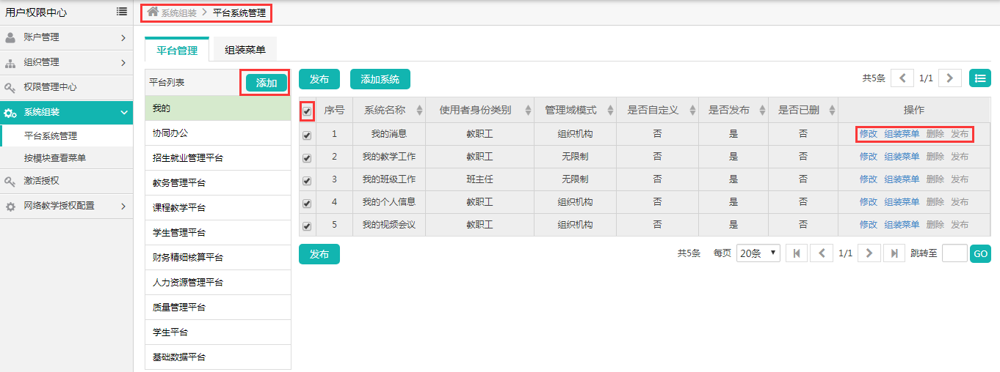 用户权限中心
账户管理
组织管理
权限管理中心
系统组装
平台系统管理
按模块查看菜单
激活授权
网络教学授权配置
系统组装 平台系统管理
平台管理 组装菜单
平台列表 添加
我的
协同办公
招生就业管理平台
教务管理平台
课程教学平台
学生管理平台
财务精细核算平台
人力资源管理平台
质量管理平台
学生平台
基础数据平台
发布 添加系统 共5条 1/1
序号 系统名称 使用者身份类别 管理域模式 是否自定义 是否发布 是否已删 操作
1 我的消息 教职工 组织机构 否 是 否 修改 组装菜单 删除 发布
2 我的教学工作 教职工 无限制 否 是 否 修改 组装菜单 删除 发布
3 我的班级工作 班主任 无限制 否 是 否 修改 组装菜单 删除 发布
4 我的个人信息 教职工 组织机构 否 是 否 修改 组装菜单 删除 发布
5 我的视频会议 教职工 组织机构 否 是 否 修改 组装菜单 删除 发布
发布 共5条 每页 20条 1/1 跳转至 GO